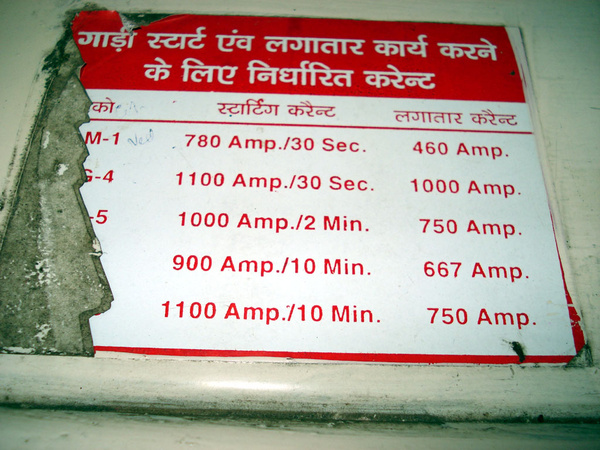 गाड़ी स्टार्ट एंव लगातार कार्य करने
के लिए निर्धारित करेन्ट
को स्टार्टिग करैन्ट लगातार करैन्ट
M-1 780 Amp./30 Sec. 460 Amp.
G-4 1100 Amp./30 Sec. 1000 Amp.
-5 1000 Amp./2 Min. 750 Amp.
900 Amp./10 Min. 667 Amp.
1100 Amp./10 Min. 750 Amp.